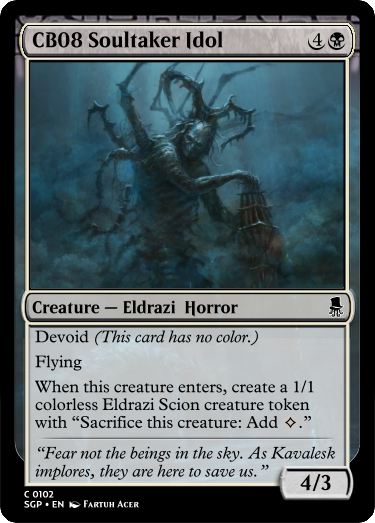 CB08 Soultaker Idol 4
Creature — Eldrazi Horror
Devoid (This card has no color.)
Flying
When this creature enters, create a 1/1
colorless Eldrazi Scion creature token
with “Sacrifice this creature: Add .”
“Fear not the beings in the sky. As Kavalesk
implores, they are here to save us.”
4/3
C 0102
SGP • EN Fartuh Acer